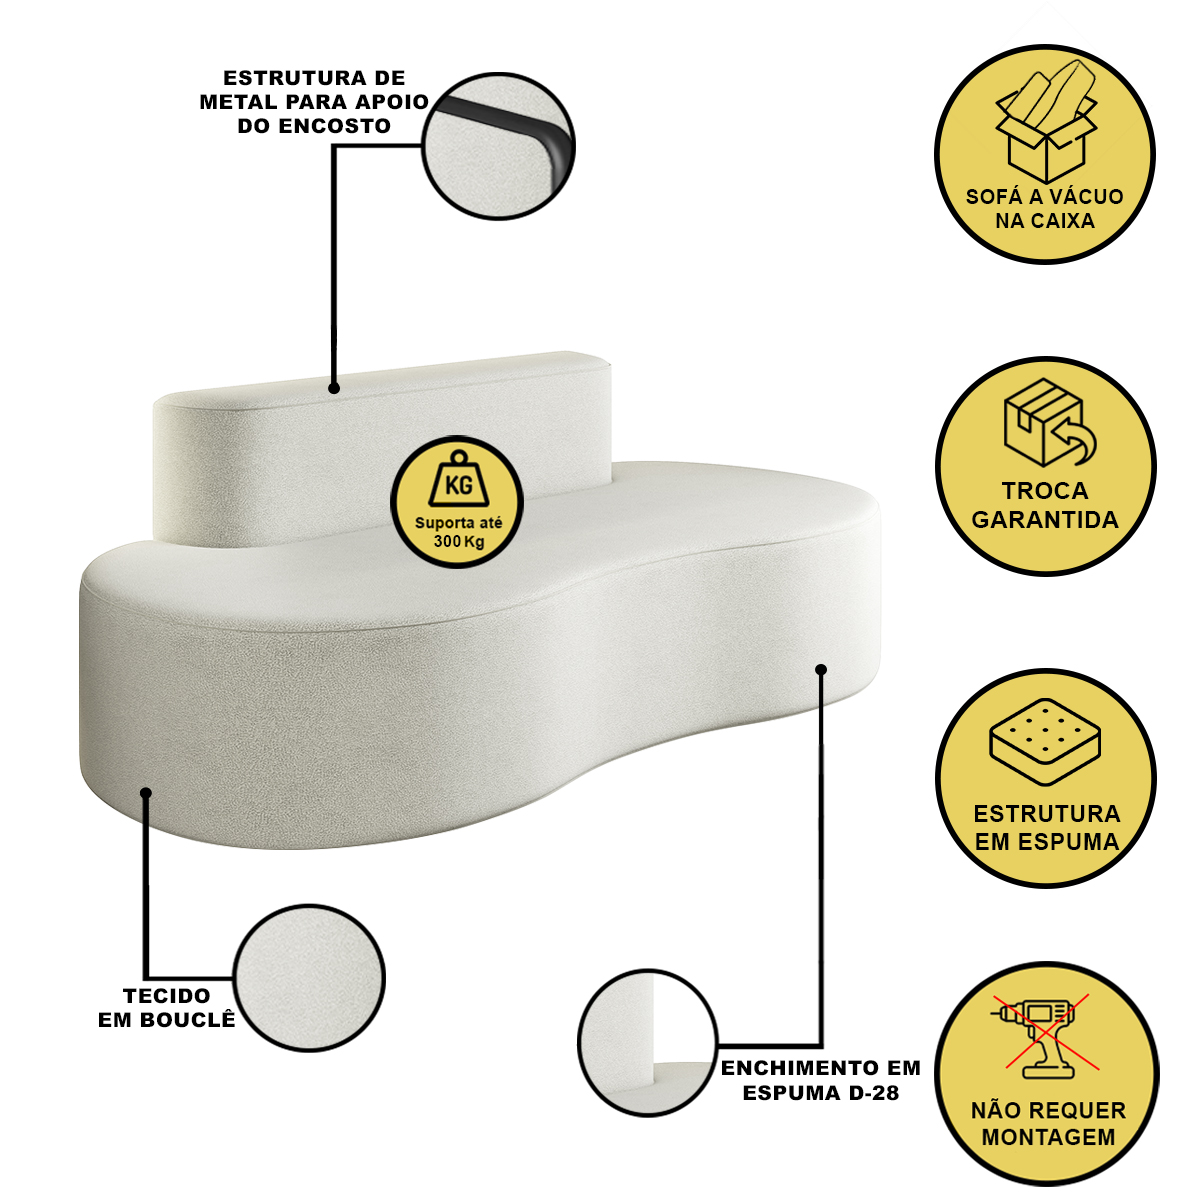 ESTRUTURA DE
METAL PARA APOIO
DO ENCOSTO
SOFÁ A VÁCUO
NA CAIXA
KG
Suporta até
300 Kg
TROCA
GARANTIDA
ESTRUTURA
EM ESPUMA
TECIDO
EM BOUCLÊ
ENCHIMENTO EM
ESPUMA D-28
NÃO REQUER
MONTAGEM